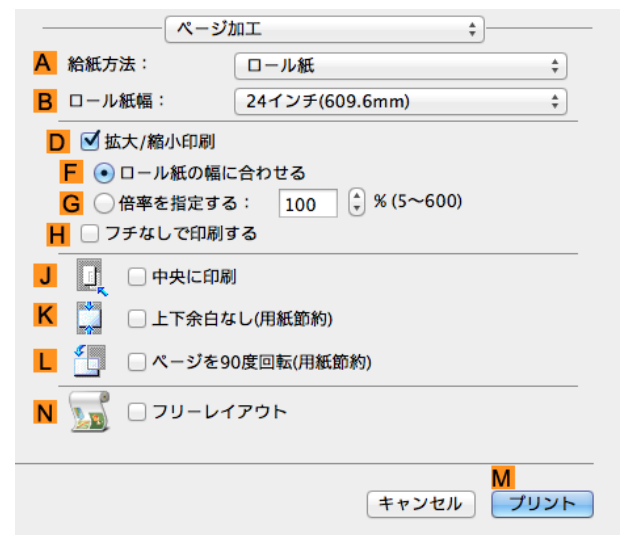 ページ加工
A 給紙方法： ロール紙
B ロール紙幅： 24インチ(609.6mm)
D 拡大/縮小印刷
F ロール紙の幅に合わせる
G 倍率を指定する： 100 % (5〜600)
H フチなしで印刷する
J 中央に印刷
K 上下余白なし(用紙節約)
L ページを90度回転(用紙節約)
N フリーレイアウト
M
キャンセル プリント